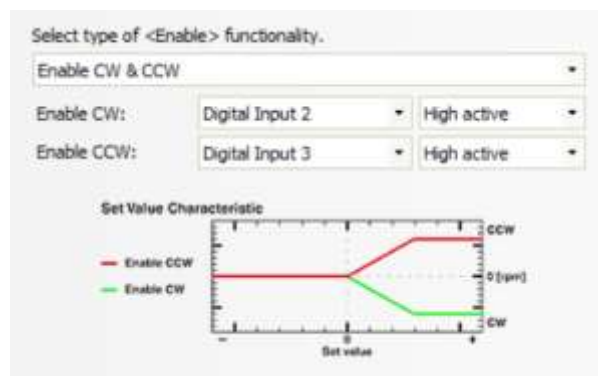 Select type of <Enable> functionality.
Enable CW & CCW
Enable CW: Digital Input 2 High active
Enable CCW: Digital Input 3 High active
Set Value Characteristic
CCW
Enable CCW
0 [rpm]
Enable CW
CW
- 0 +
Set value